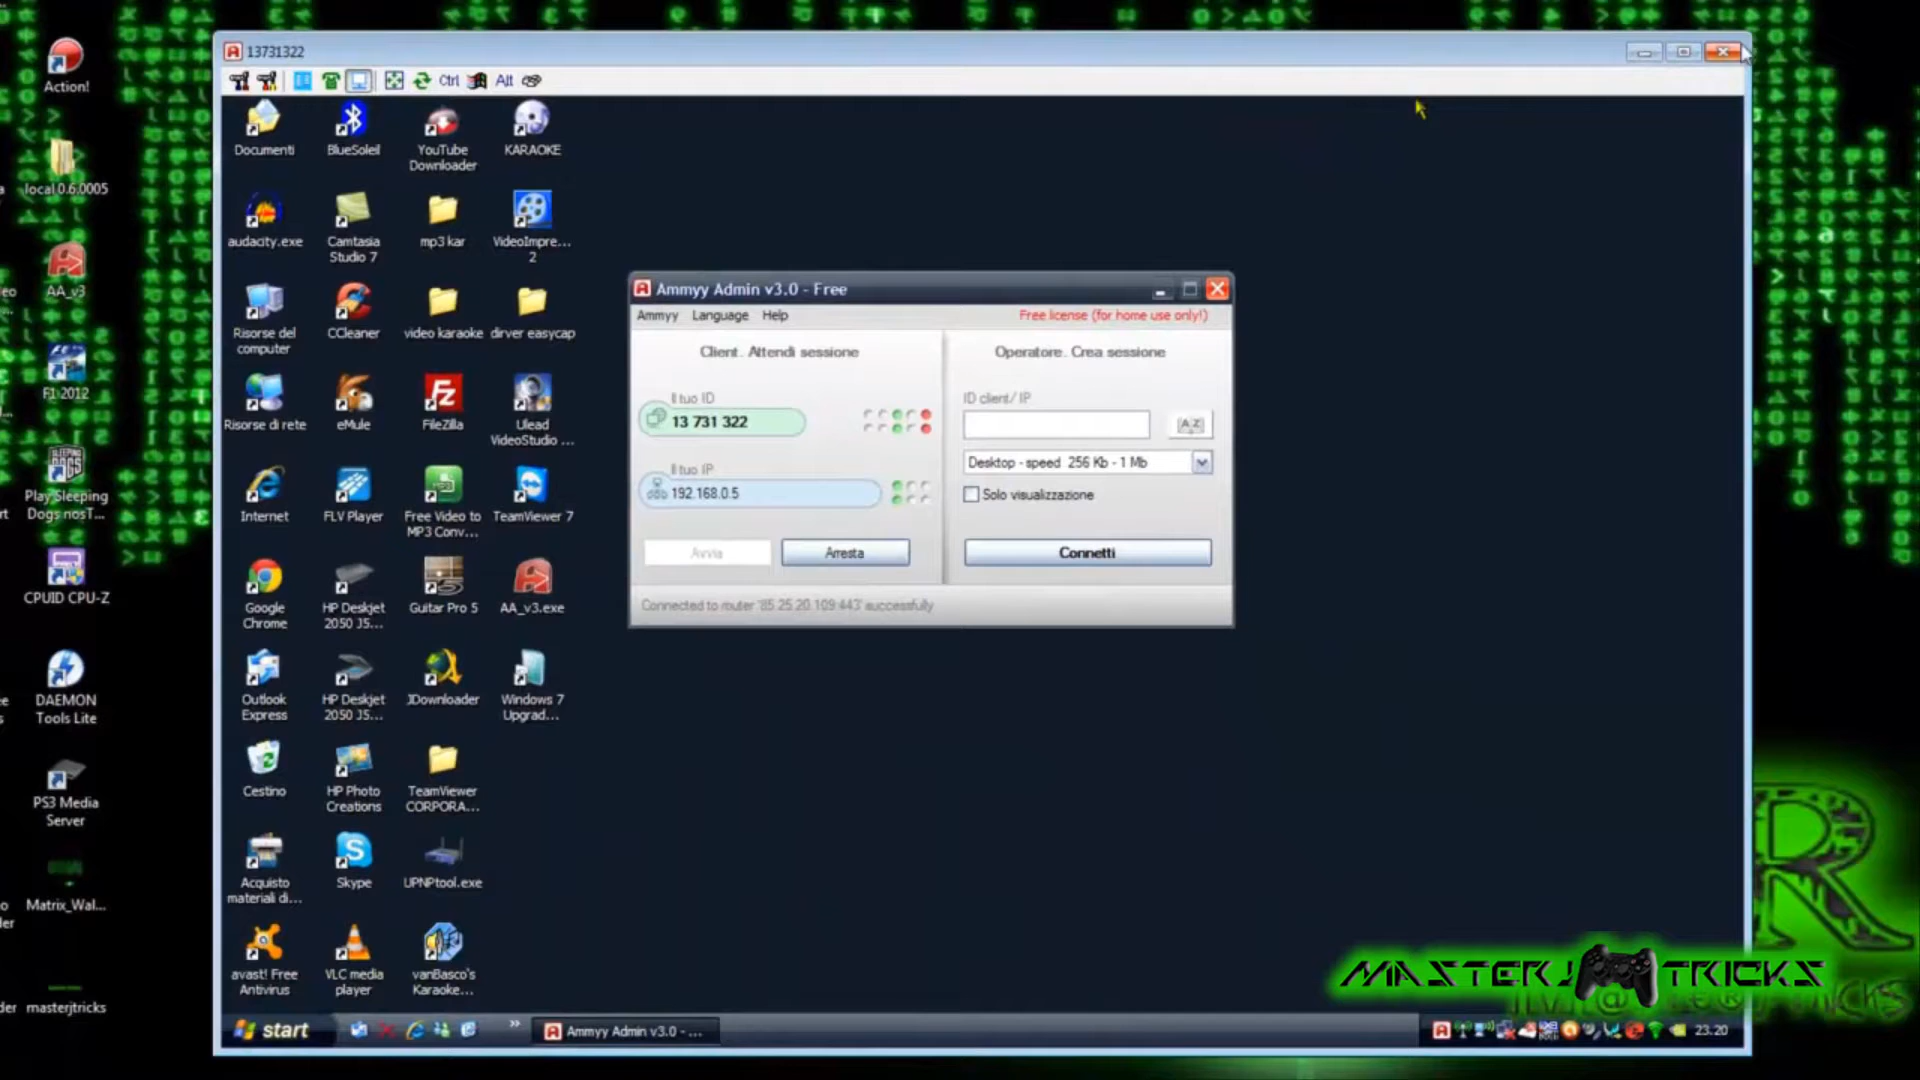 13731322
Ctrl
Alt
Action!
local 0.6.0005
AA_v3
F1 2012
Play Sleeping
Dogs nosT...
CPUID CPU-Z
DAEMON
Tools Lite
PS3 Media
Server
Matrix_Wal...
masterjtricks
Documenti
BlueSoleil
YouTube
Downloader
KARAOKE
audacity.exe
Camtasia
Studio 7
mp3 kar
VideoImpre...
2
Risorse del
computer
CCleaner
video karaoke
dirver easycap
Risorse di rete
eMule
FileZilla
Ulead
VideoStudio ...
Internet
FLV Player
Free Video to
MP3 Conv...
TeamViewer 7
Google
Chrome
HP Deskjet
2050 J5...
Guitar Pro 5
AA_v3.exe
Outlook
Express
HP Deskjet
2050 J5...
JDownloader
Windows 7
Upgrad...
Cestino
HP Photo
Creations
TeamViewer
CORPORA...
Acquisto
materiali di...
Skype
UPNPtool.exe
avast! Free
Antivirus
VLC media
player
vanBasco's
Karaoke...
Ammyy Admin v3.0 - Free
Ammyy Language Help
Free license (for home use only!)
Client. Attendi sessione
Il tuo ID
13 731 322
Il tuo IP
192.168.0.5
Avvia
Arresta
Operatore. Crea sessione
ID client/ IP
Desktop - speed 256 Kb - 1 Mb
Solo visualizzazione
Connetti
Connected to router '85.25.20.109:443' successfully
start
Ammyy Admin v3.0 - ...
23.20
MASTERJ TRICKS